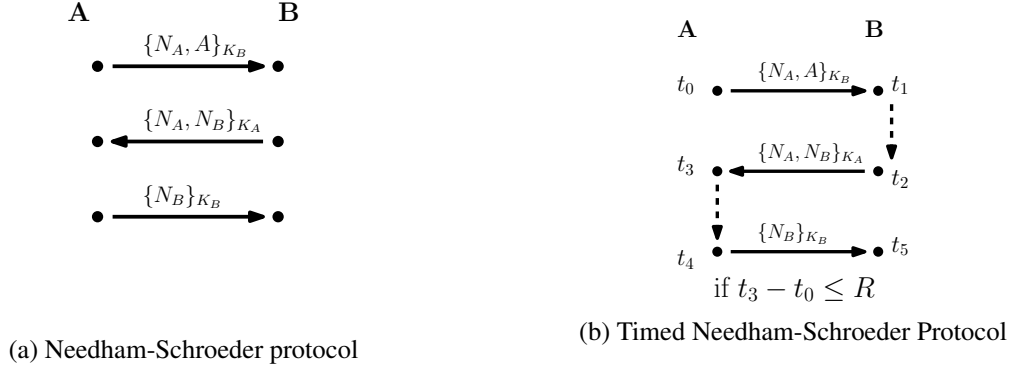 A B
{N_A, A}_{K_B}
{N_A, N_B}_{K_A}
{N_B}_{K_B}
(a) Needham-Schroeder protocol
A B
t_0 {N_A, A}_{K_B} t_1
t_3 {N_A, N_B}_{K_A} t_2
t_4 {N_B}_{K_B} t_5
if t_3 − t_0 ≤ R
(b) Timed Needham-Schroeder Protocol